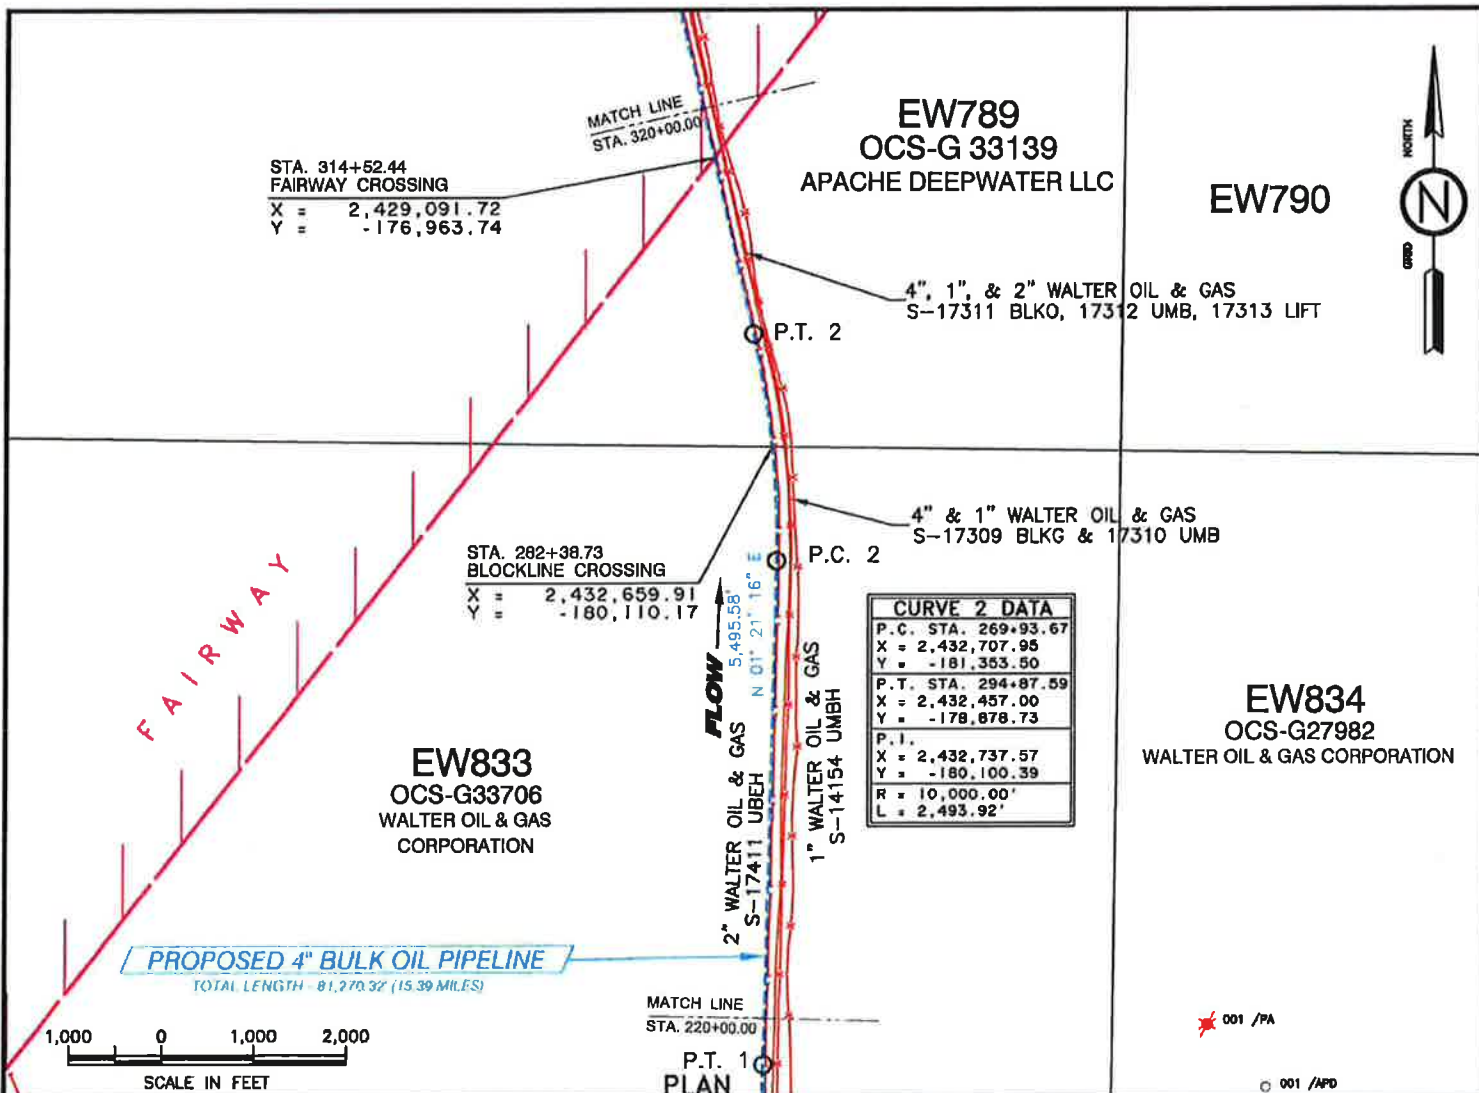 MATCH LINE
STA. 320+00.00
EW789
OCS-G 33139
APACHE DEEPWATER LLC
EW790
NORTH
N
GRID
STA. 314+52.44
FAIRWAY CROSSING
X = 2,429,091.72
Y = -176,963.74
4", 1", & 2" WALTER OIL & GAS
S-17311 BLKO, 17312 UMB, 17313 LIFT
P.T. 2
4" & 1" WALTER OIL & GAS
S-17309 BLKG & 17310 UMB
P.C. 2
STA. 282+38.73
BLOCKLINE CROSSING
X = 2,432,659.91
Y = -180,110.17
FAIRWAY
FLOW
5,495.58'
N 01° 21' 16" E
CURVE 2 DATA
P.C. STA. 269+93.67
X = 2,432,707.95
Y = -181,353.50
P.T. STA. 294+87.59
X = 2,432,457.00
Y = -178,878.73
P.I.
X = 2,432,737.57
Y = -180,100.39
R = 10,000.00'
L = 2,493.92'
EW834
OCS-G27982
WALTER OIL & GAS CORPORATION
EW833
OCS-G33706
WALTER OIL & GAS
CORPORATION
2" WALTER OIL & GAS
S-17411 UBEH
1" WALTER OIL & GAS
S-14154 UMBH
PROPOSED 4" BULK OIL PIPELINE
TOTAL LENGTH - 81,270.32' (15.39 MILES)
MATCH LINE
STA. 220+00.00
P.T. 1
PLAN
1,000 0 1,000 2,000
SCALE IN FEET
001 /PA
001 /APD